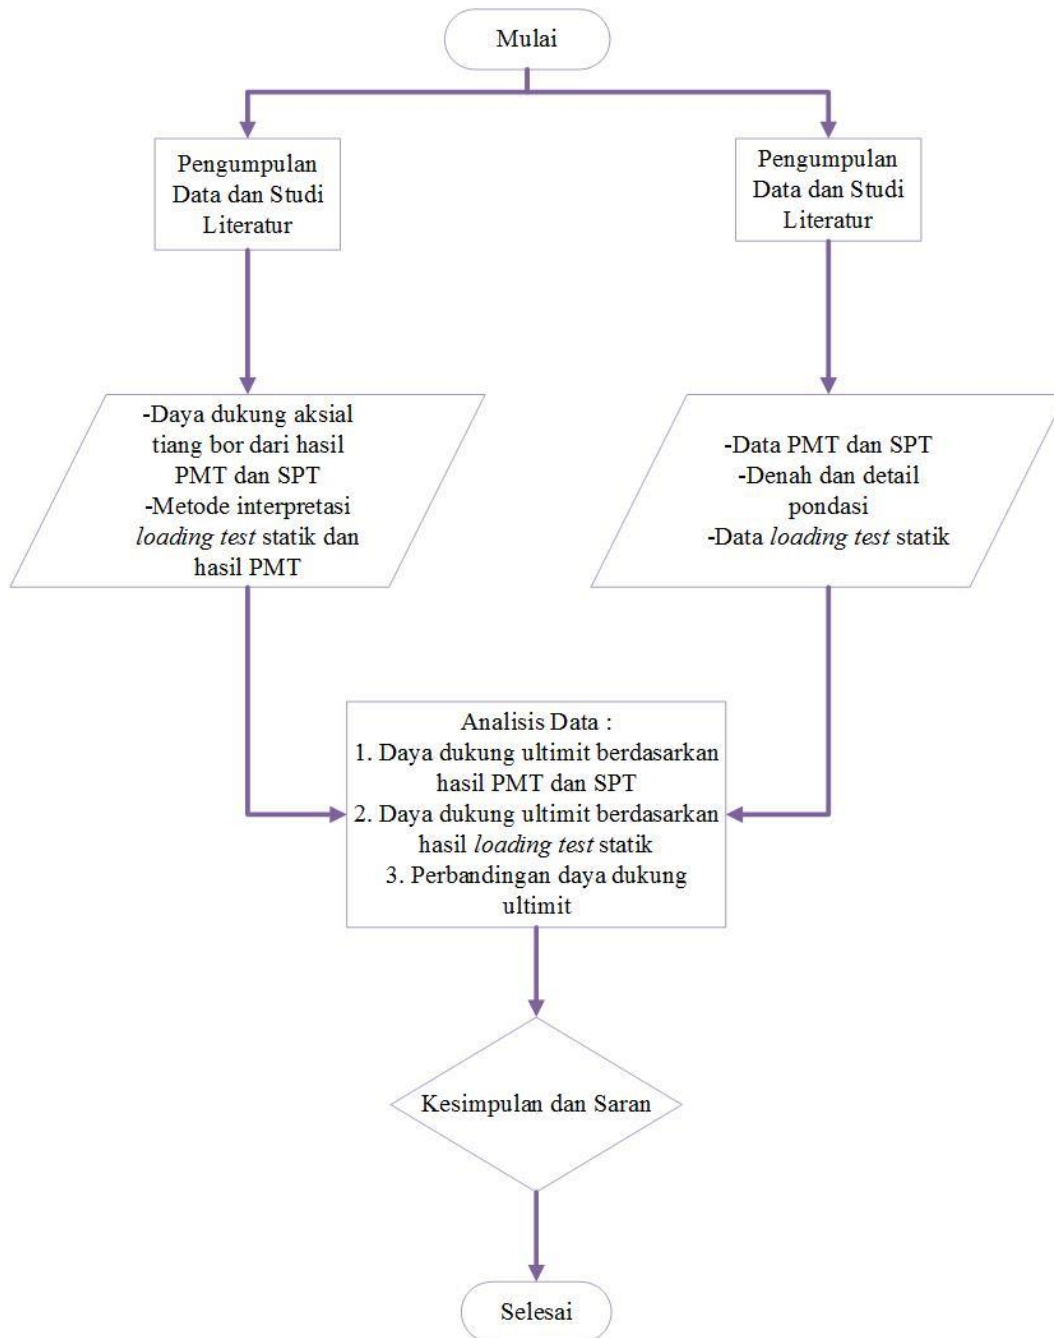 Mulai
Pengumpulan
Data dan Studi
Literatur
Pengumpulan
Data dan Studi
Literatur
-Daya dukung aksial
tiang bor dari hasil
PMT dan SPT
-Metode interpretasi
loading test statik dan
hasil PMT
-Data PMT dan SPT
-Denah dan detail
pondasi
-Data loading test statik
Analisis Data :
1. Daya dukung ultimit berdasarkan
hasil PMT dan SPT
2. Daya dukung ultimit berdasarkan
hasil loading test statik
3. Perbandingan daya dukung
ultimit
Kesimpulan dan Saran
Selesai